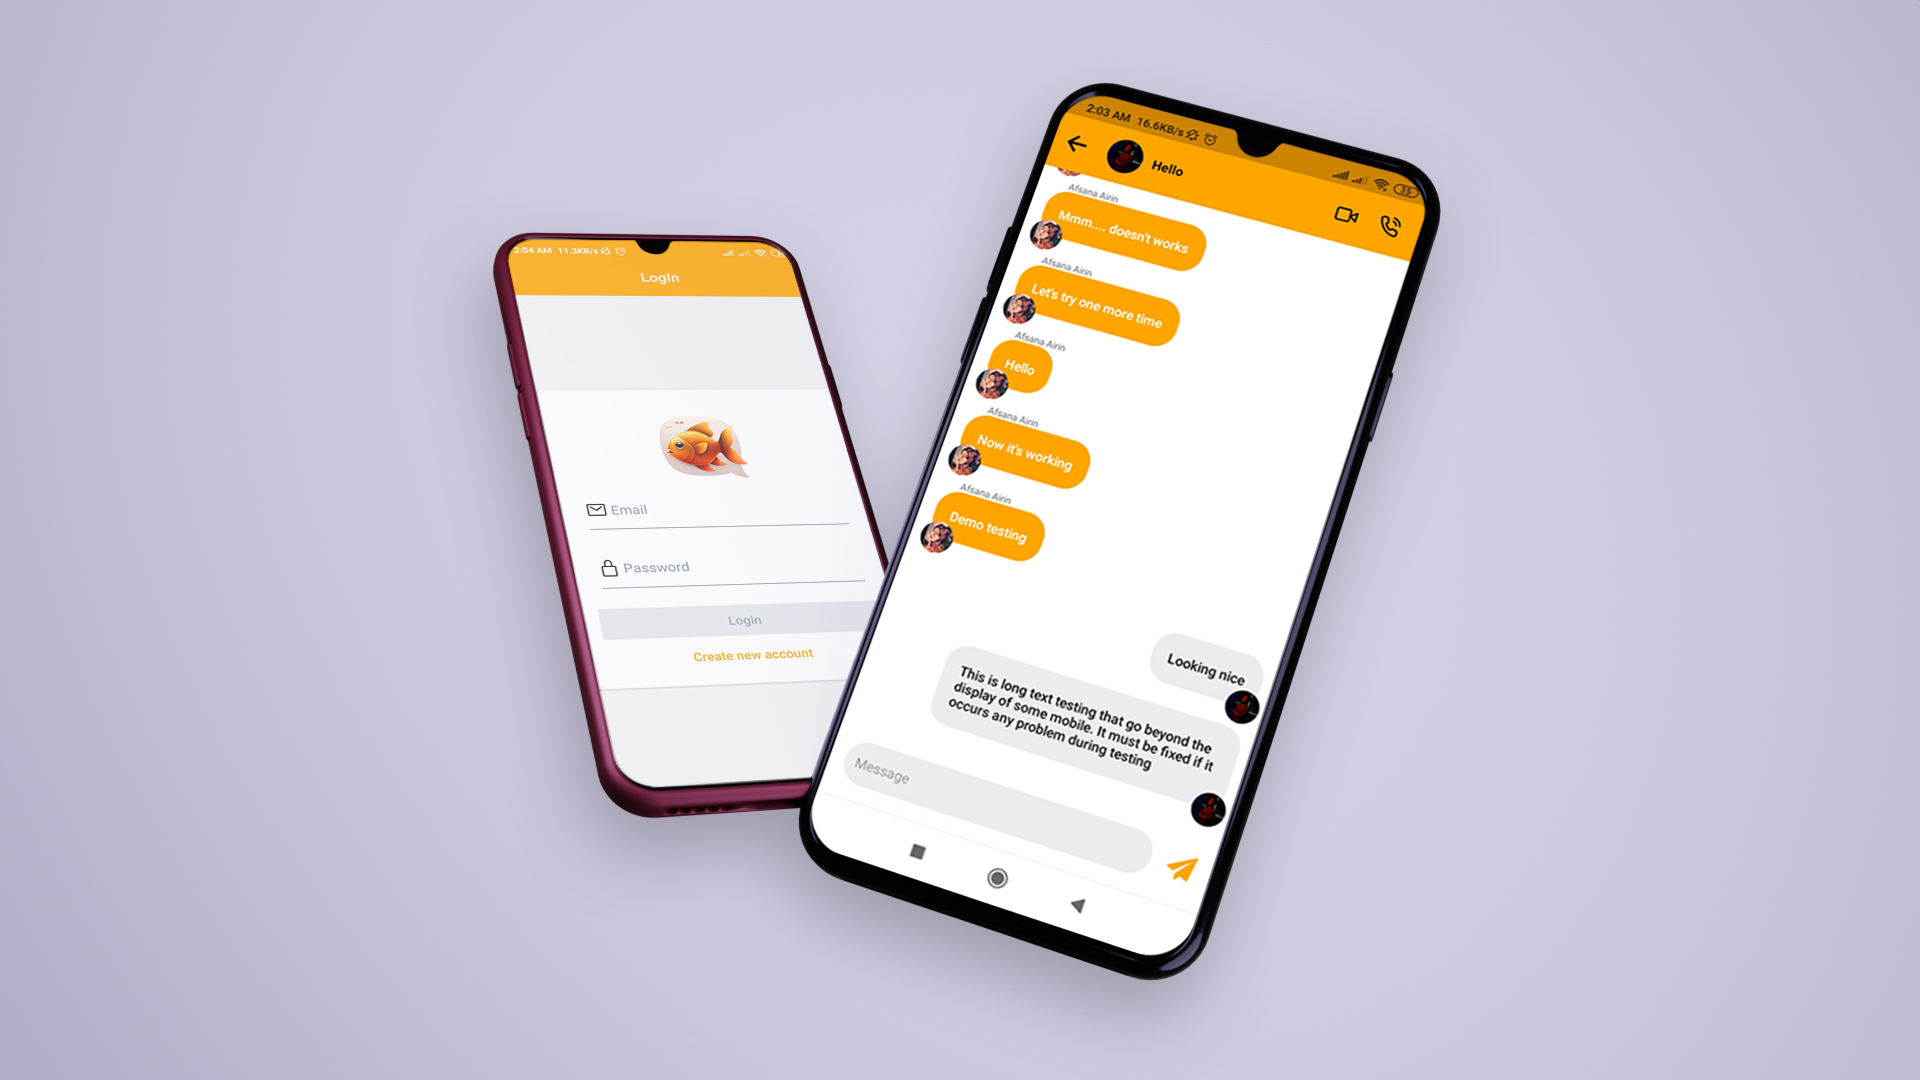 2:04 AM 11.3KB/s
LogIn
Email
Password
Login
Create new account
2:03 AM 16.6KB/s
35
Hello
Afsana Airin
Mmm.... doesn't works
Afsana Airin
Let's try one more time
Afsana Airin
Hello
Afsana Airin
Now it's working
Afsana Airin
Demo testing
Looking nice
This is long text testing that go beyond the
display of some mobile. It must be fixed if it
occurs any problem during testing
Message